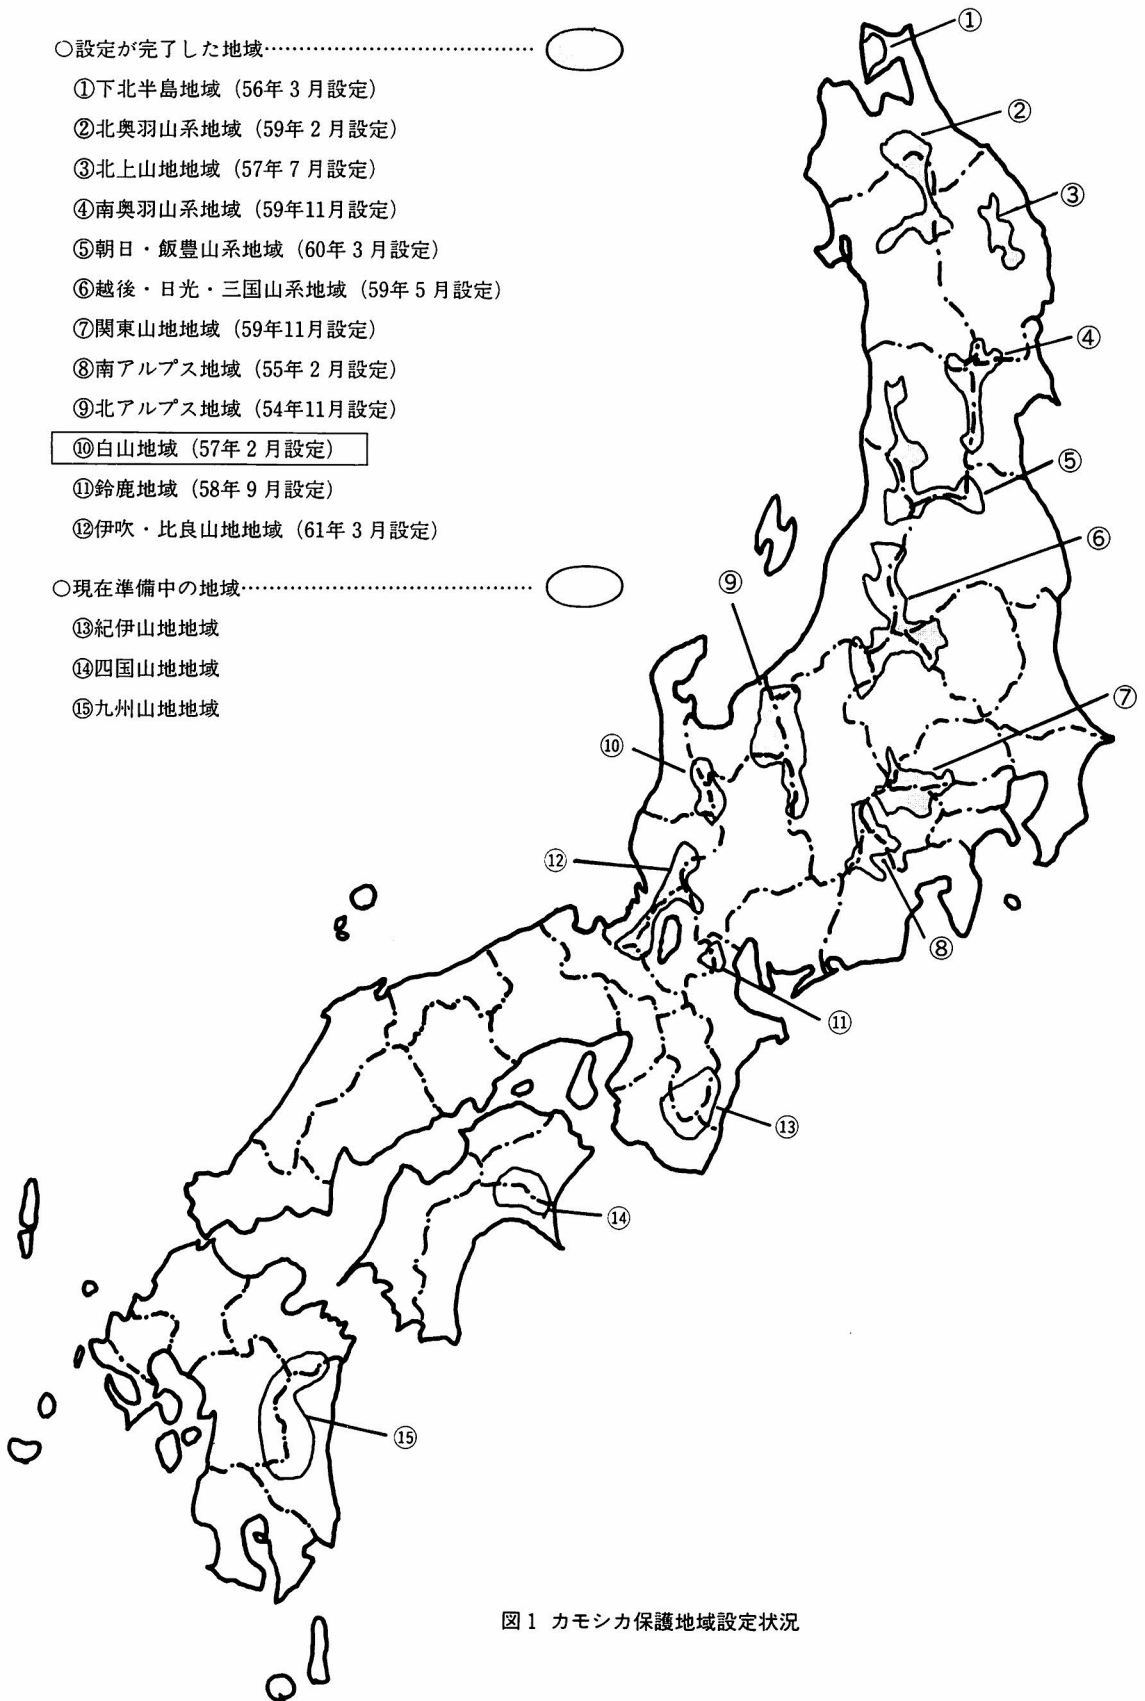 ○設定が完了した地域……………………………………
①下北半島地域（56年3月設定）
②北奥羽山系地域（59年2月設定）
③北上山地地域（57年7月設定）
④南奥羽山系地域（59年11月設定）
⑤朝日・飯豊山系地域（60年3月設定）
⑥越後・日光・三国山系地域（59年5月設定）
⑦関東山地地域（59年11月設定）
⑧南アルプス地域（55年2月設定）
⑨北アルプス地域（54年11月設定）
⑩白山地域（57年2月設定）
⑪鈴鹿地域（58年9月設定）
⑫伊吹・比良山地地域（61年3月設定）
○現在準備中の地域……………………………………
⑬紀伊山地地域
⑭四国山地地域
⑮九州山地地域
①
②
③
④
⑤
⑥
⑨
⑦
⑩
⑫
⑧
⑪
⑬
⑭
⑮
図1 カモシカ保護地域設定状況